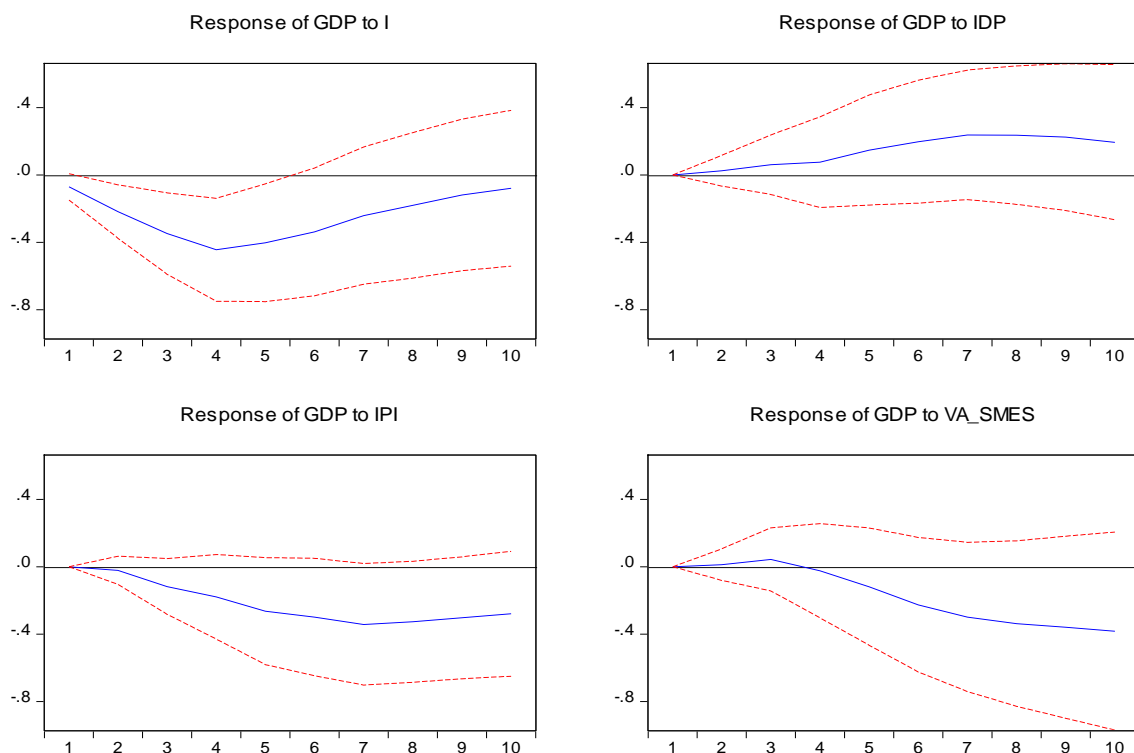 Response of GDP to I
.4
.0
-.4
-.8
1 2 3 4 5 6 7 8 9 10
Response of GDP to IDP
.4
.0
-.4
-.8
1 2 3 4 5 6 7 8 9 10
Response of GDP to IPI
.4
.0
-.4
-.8
1 2 3 4 5 6 7 8 9 10
Response of GDP to VA_SMES
.4
.0
-.4
-.8
1 2 3 4 5 6 7 8 9 10